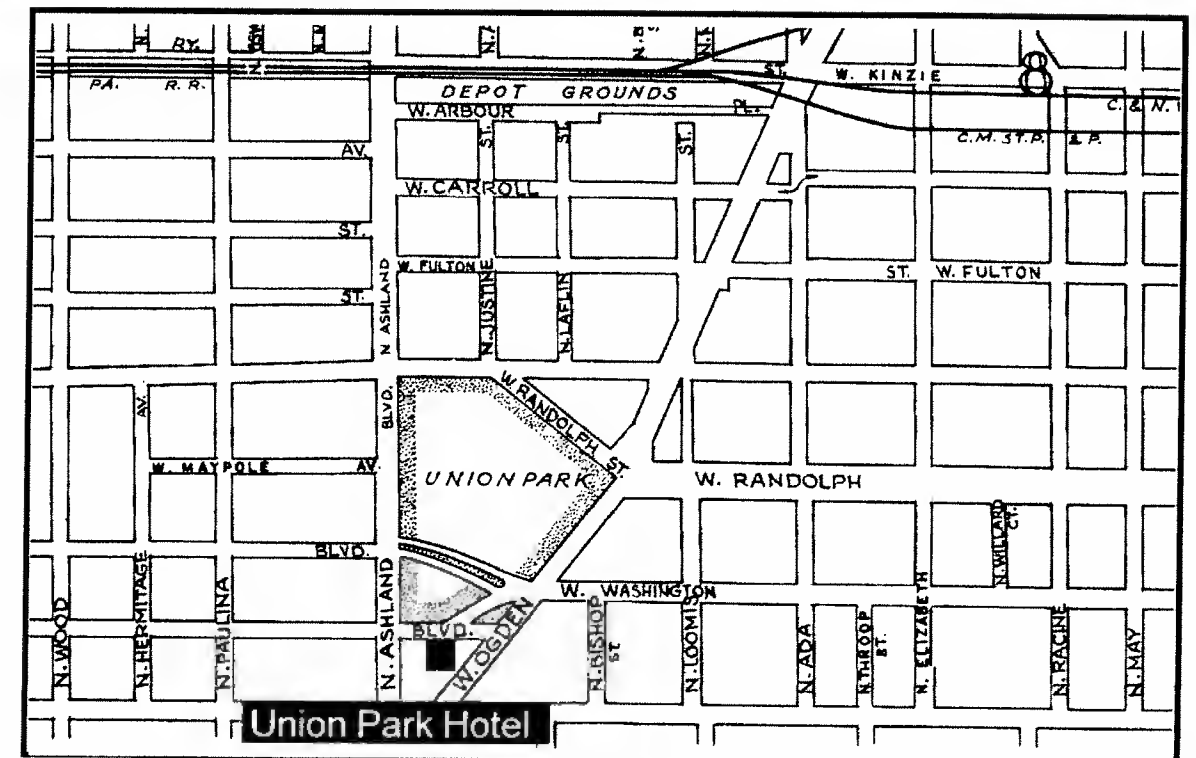 BY.
N
PA. R. R.
ST.
W. KINZIE
8
DEPOT GROUNDS
C. & N.
W. ARBOUR
PL.
C.M. ST. P. & P.
ST.
ST.
ST.
AV.
W. CARROLL
ST.
W. FULTON
ST.
W. FULTON
ST.
N ASHLAND
N. JUSTINE
N. LAFLIN
BLVD.
AV.
W. RANDOLPH ST.
W. MAYPOLE AV.
UNION PARK
W. RANDOLPH
N. WILLARD CT.
BLVD.
W. WASHINGTON
BLVD.
N. WOOD
N. HERMITAGE
N. PAULINA
N. ASHLAND
W. OGDEN
N. BISHOP ST
N. LOOMIS
N. ADA
N. THROOP ST.
N. ELIZABETH
N. RACINE
N. MAY
Union Park Hotel